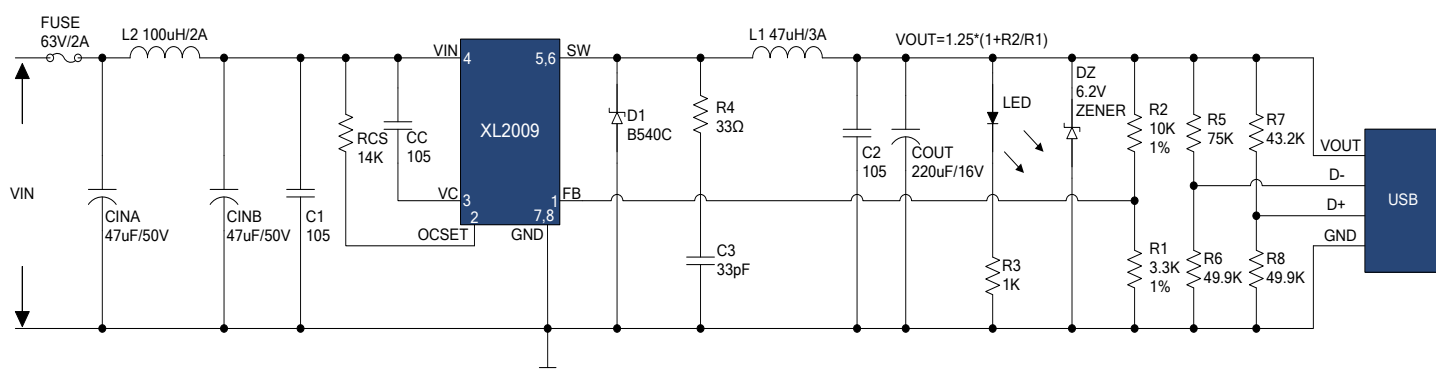 FUSE
63V/2A
L2 100uH/2A
VIN
4
5,6
SW
L1 47uH/3A
VOUT=1.25*(1+R2/R1)
XL2009
RCS
14K
CC
105
VC
3
2
OCSET
1
FB
7,8
GND
D1
B540C
R4
33Ω
C3
33pF
C2
105
COUT
220uF/16V
LED
R3
1K
DZ
6.2V
ZENER
R2
10K
1%
R5
75K
R7
43.2K
R1
3.3K
1%
R6
49.9K
R8
49.9K
VOUT
D-
D+
GND
USB
VIN
CINA
47uF/50V
CINB
47uF/50V
C1
105